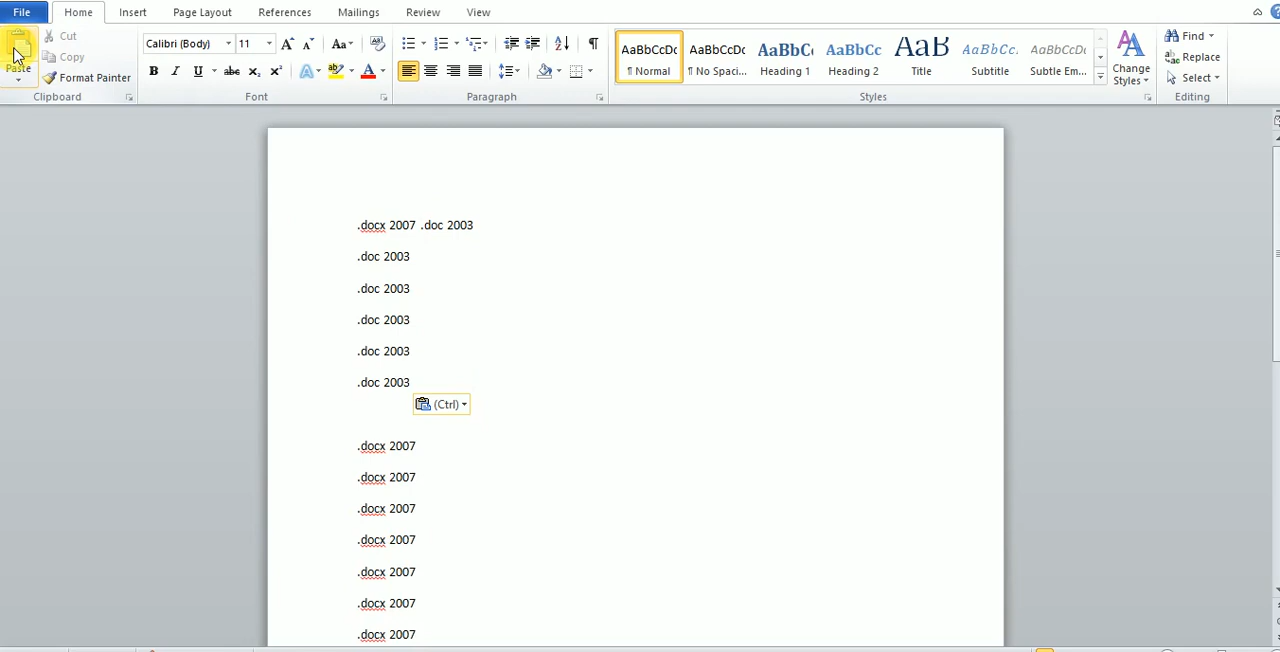 File Home Insert Page Layout References Mailings Review View
Paste
Cut
Copy
Format Painter
Clipboard
Calibri (Body) 11
Font
Paragraph
AaBbCcDc AaBbCcDc AaBbC AaBbCc AaB AaBbCc. AaBbCcDc
¶ Normal ¶ No Spaci... Heading 1 Heading 2 Title Subtitle Subtle Em...
Change
Styles
Styles
Find
Replace
Select
Editing
.docx 2007 .doc 2003
.doc 2003
.doc 2003
.doc 2003
.doc 2003
.doc 2003
(Ctrl)
.docx 2007
.docx 2007
.docx 2007
.docx 2007
.docx 2007
.docx 2007
.docx 2007